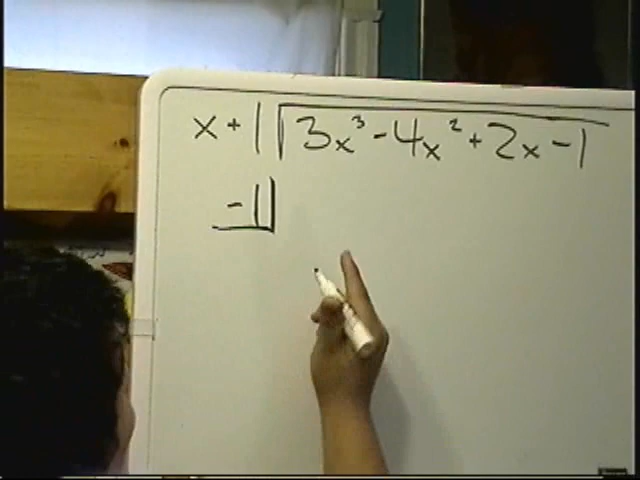 x + 1 3x³ - 4x² + 2x - 1
-1